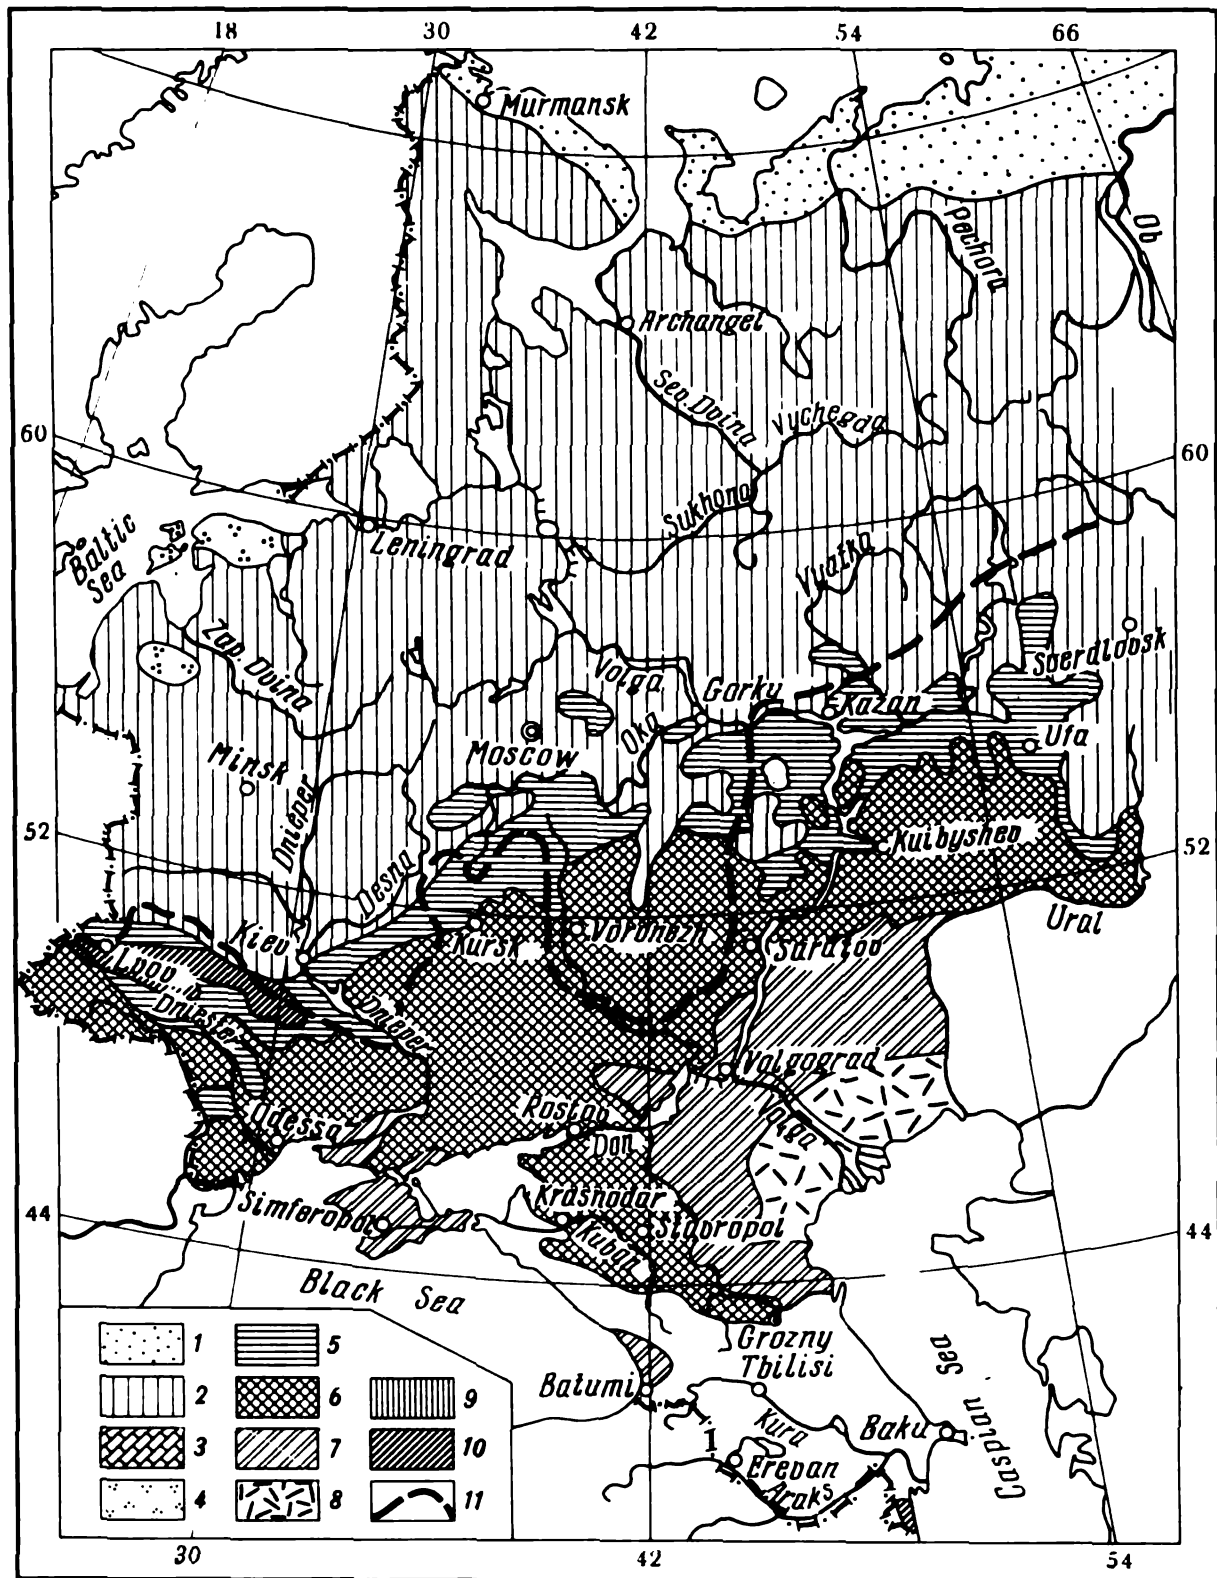 18 30 42 54 66
Murmansk
Ob
Pechora
Archangel
Sev. Dvina
Vychegda
60 60
Sukhona
Baltic
Sea
Leningrad
Vyatka
Zap. Dvina
Sverdlovsk
Volga
Gorky
Kazan
Oka
Ufa
Moscow
Minsk
Dnieper
52 52
Kuibyshev
Desna
Ural
Kiev
Kursk
Voronezh
Saratov
Lvov
Dniester
Dnieper
Volgograd
Odessa
Rostov
Don
Volga
Krasnodar
44 44
Simferopol
Stavropol
Kuban
Black Sea
Grozny
Tbilisi
Batumi
Kura
Baku
Caspian
Sea
Erevan
Araks
1 5
2 6 9
3 7 10
4 8 11
30 42 54